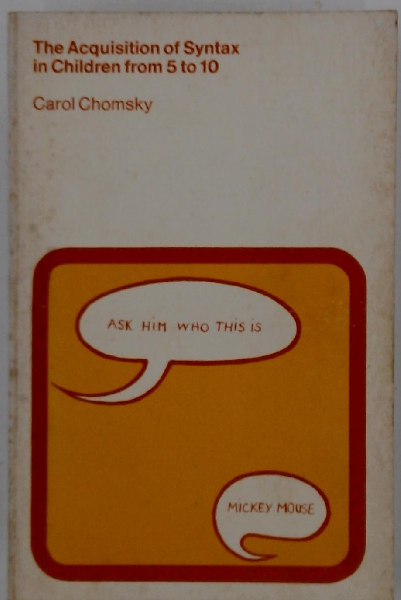 The Acquisition of Syntax
in Children from 5 to 10
Carol Chomsky
ASK HiM WHO THiS iS
MiCKEY MOUSE